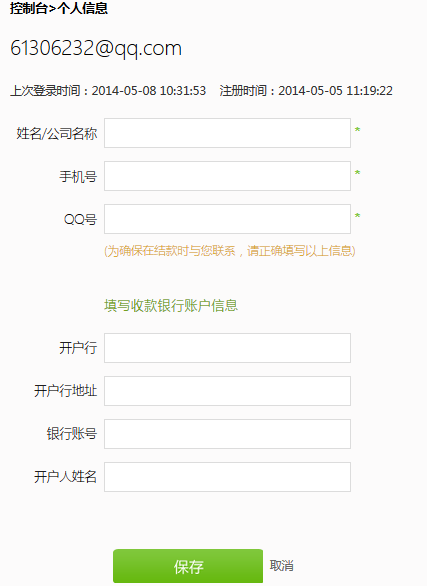 控制台>个人信息
61306232@qq.com
上次登录时间：2014-05-08 10:31:53 注册时间：2014-05-05 11:19:22
姓名/公司名称 *
手机号 *
QQ号 *
(为确保在结款时与您联系，请正确填写以上信息)
填写收款银行账户信息
开户行
开户行地址
银行账号
开户人姓名
保存 取消